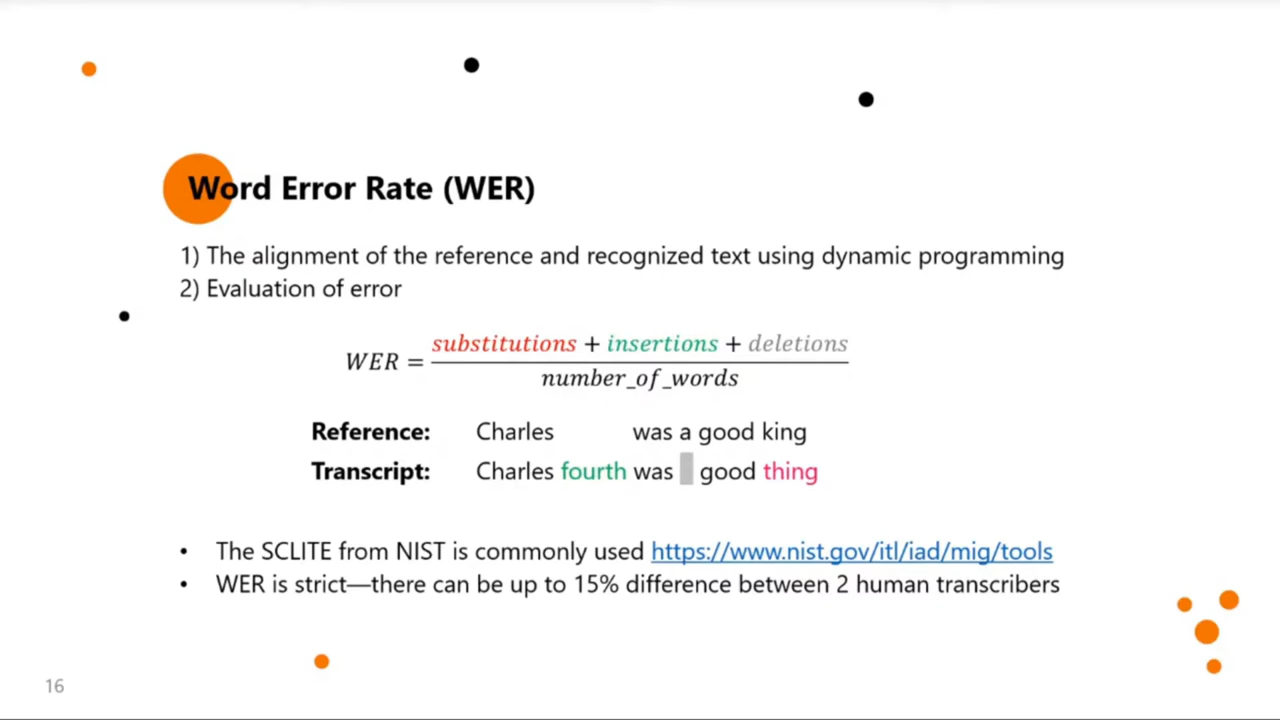 Word Error Rate (WER)
1) The alignment of the reference and recognized text using dynamic programming
2) Evaluation of error
WER = substitutions + insertions + deletions
number_of_words
Reference: Charles was a good king
Transcript: Charles fourth was good thing
• The SCLITE from NIST is commonly used https://www.nist.gov/itl/iad/mig/tools
• WER is strict—there can be up to 15% difference between 2 human transcribers
16